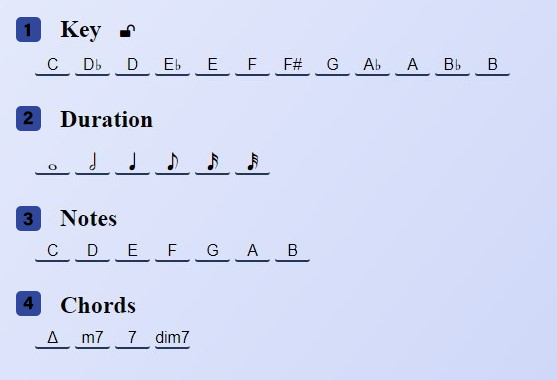 1 Key
C D♭ D E♭ E F F# G A♭ A B♭ B
2 Duration
𝅝 𝅗𝅥 𝅘𝅥 𝅘𝅥𝅮 𝅘𝅥𝅯 𝅘𝅥𝅰
3 Notes
C D E F G A B
4 Chords
Δ m7 7 dim7